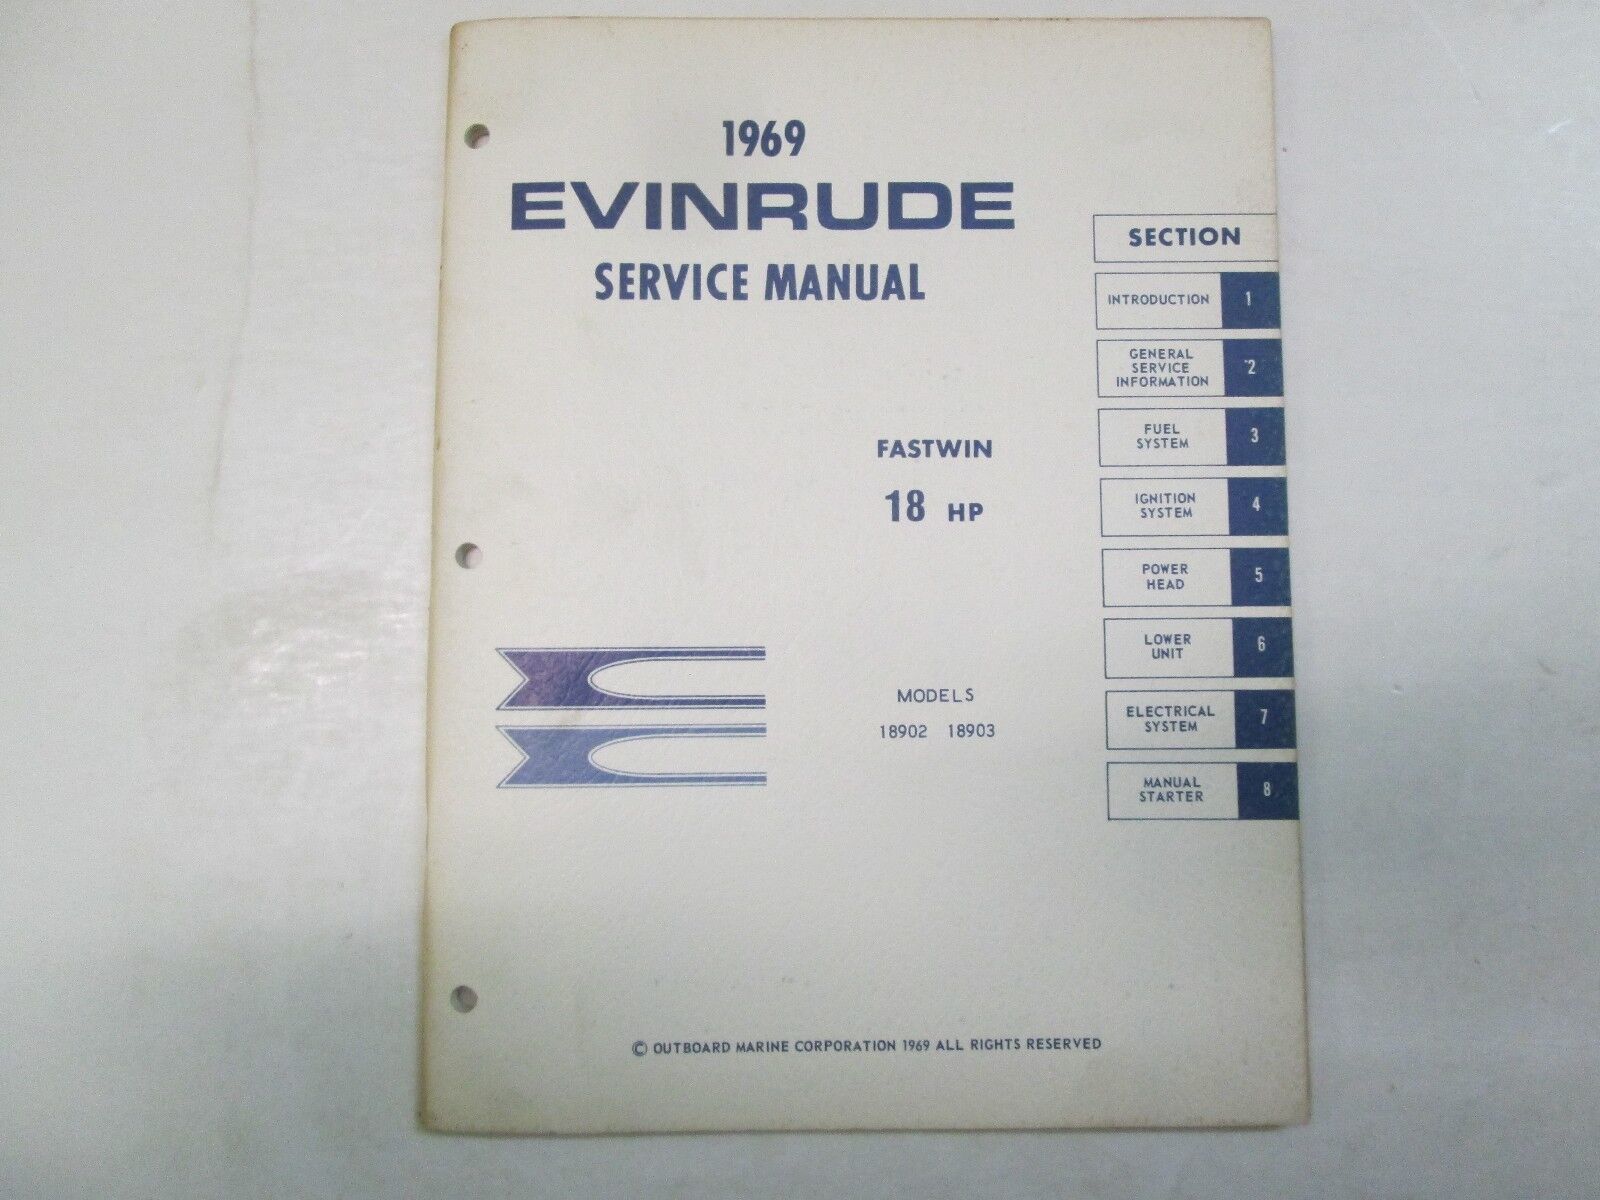 1969
EVINRUDE
SERVICE MANUAL
FASTWIN
18 HP
MODELS
18902 18903
SECTION
INTRODUCTION 1
GENERAL
SERVICE 2
INFORMATION
FUEL
SYSTEM 3
IGNITION
SYSTEM 4
POWER
HEAD 5
LOWER
UNIT 6
ELECTRICAL
SYSTEM 7
MANUAL
STARTER 8
© OUTBOARD MARINE CORPORATION 1969 ALL RIGHTS RESERVED